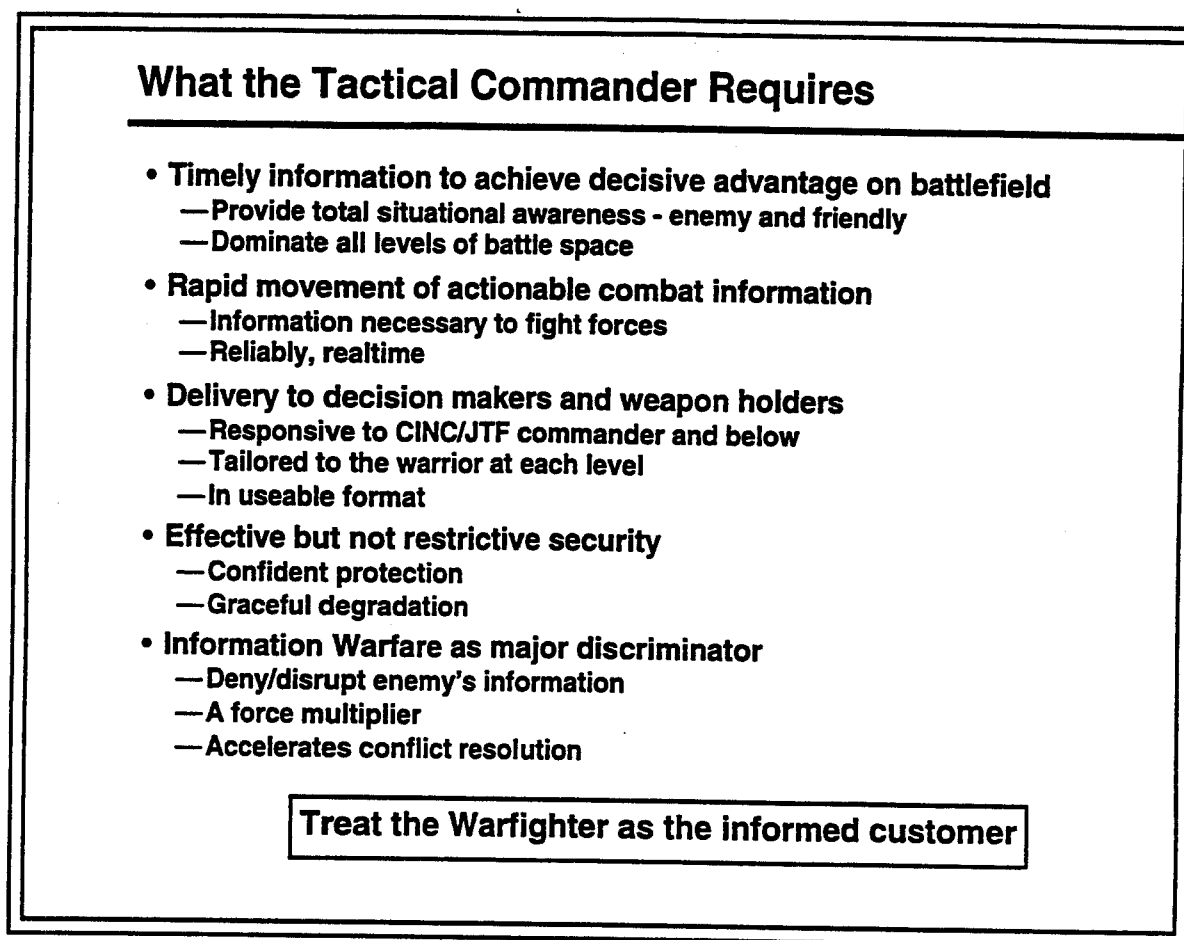 What the Tactical Commander Requires
• Timely information to achieve decisive advantage on battlefield
—Provide total situational awareness - enemy and friendly
—Dominate all levels of battle space
• Rapid movement of actionable combat information
—Information necessary to fight forces
—Reliably, realtime
• Delivery to decision makers and weapon holders
—Responsive to CINC/JTF commander and below
—Tailored to the warrior at each level
—In useable format
• Effective but not restrictive security
—Confident protection
—Graceful degradation
• Information Warfare as major discriminator
—Deny/disrupt enemy's information
—A force multiplier
—Accelerates conflict resolution
Treat the Warfighter as the informed customer